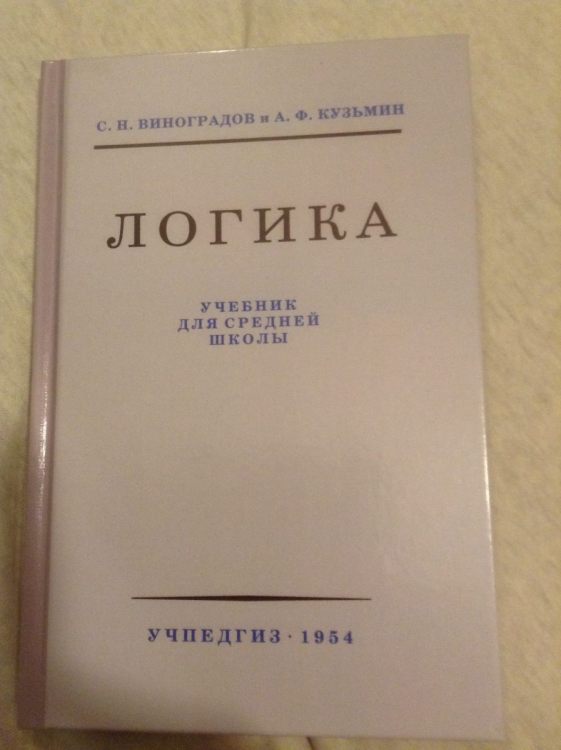 С. Н. ВИНОГРАДОВ и А. Ф. КУЗЬМИН
ЛОГИКА
УЧЕБНИК
ДЛЯ СРЕДНЕЙ
ШКОЛЫ
УЧПЕДГИЗ · 1954